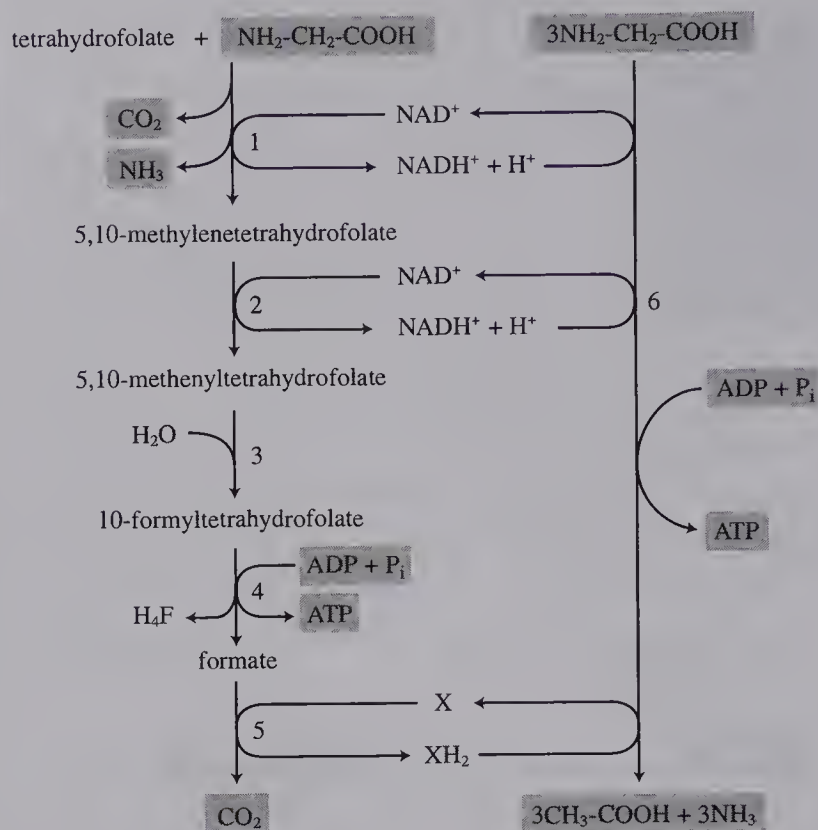 tetrahydrofolate + NH₂-CH₂-COOH 3NH₂-CH₂-COOH
CO₂ NAD⁺
1
NH₃ NADH⁺ + H⁺
5,10-methylenetetrahydrofolate
NAD⁺
2 6
NADH⁺ + H⁺
5,10-methenyltetrahydrofolate
ADP + Pᵢ
H₂O
3
10-formyltetrahydrofolate
ATP
ADP + Pᵢ
4
H₄F ATP
formate
X
5
XH₂
CO₂ 3CH₃-COOH + 3NH₃